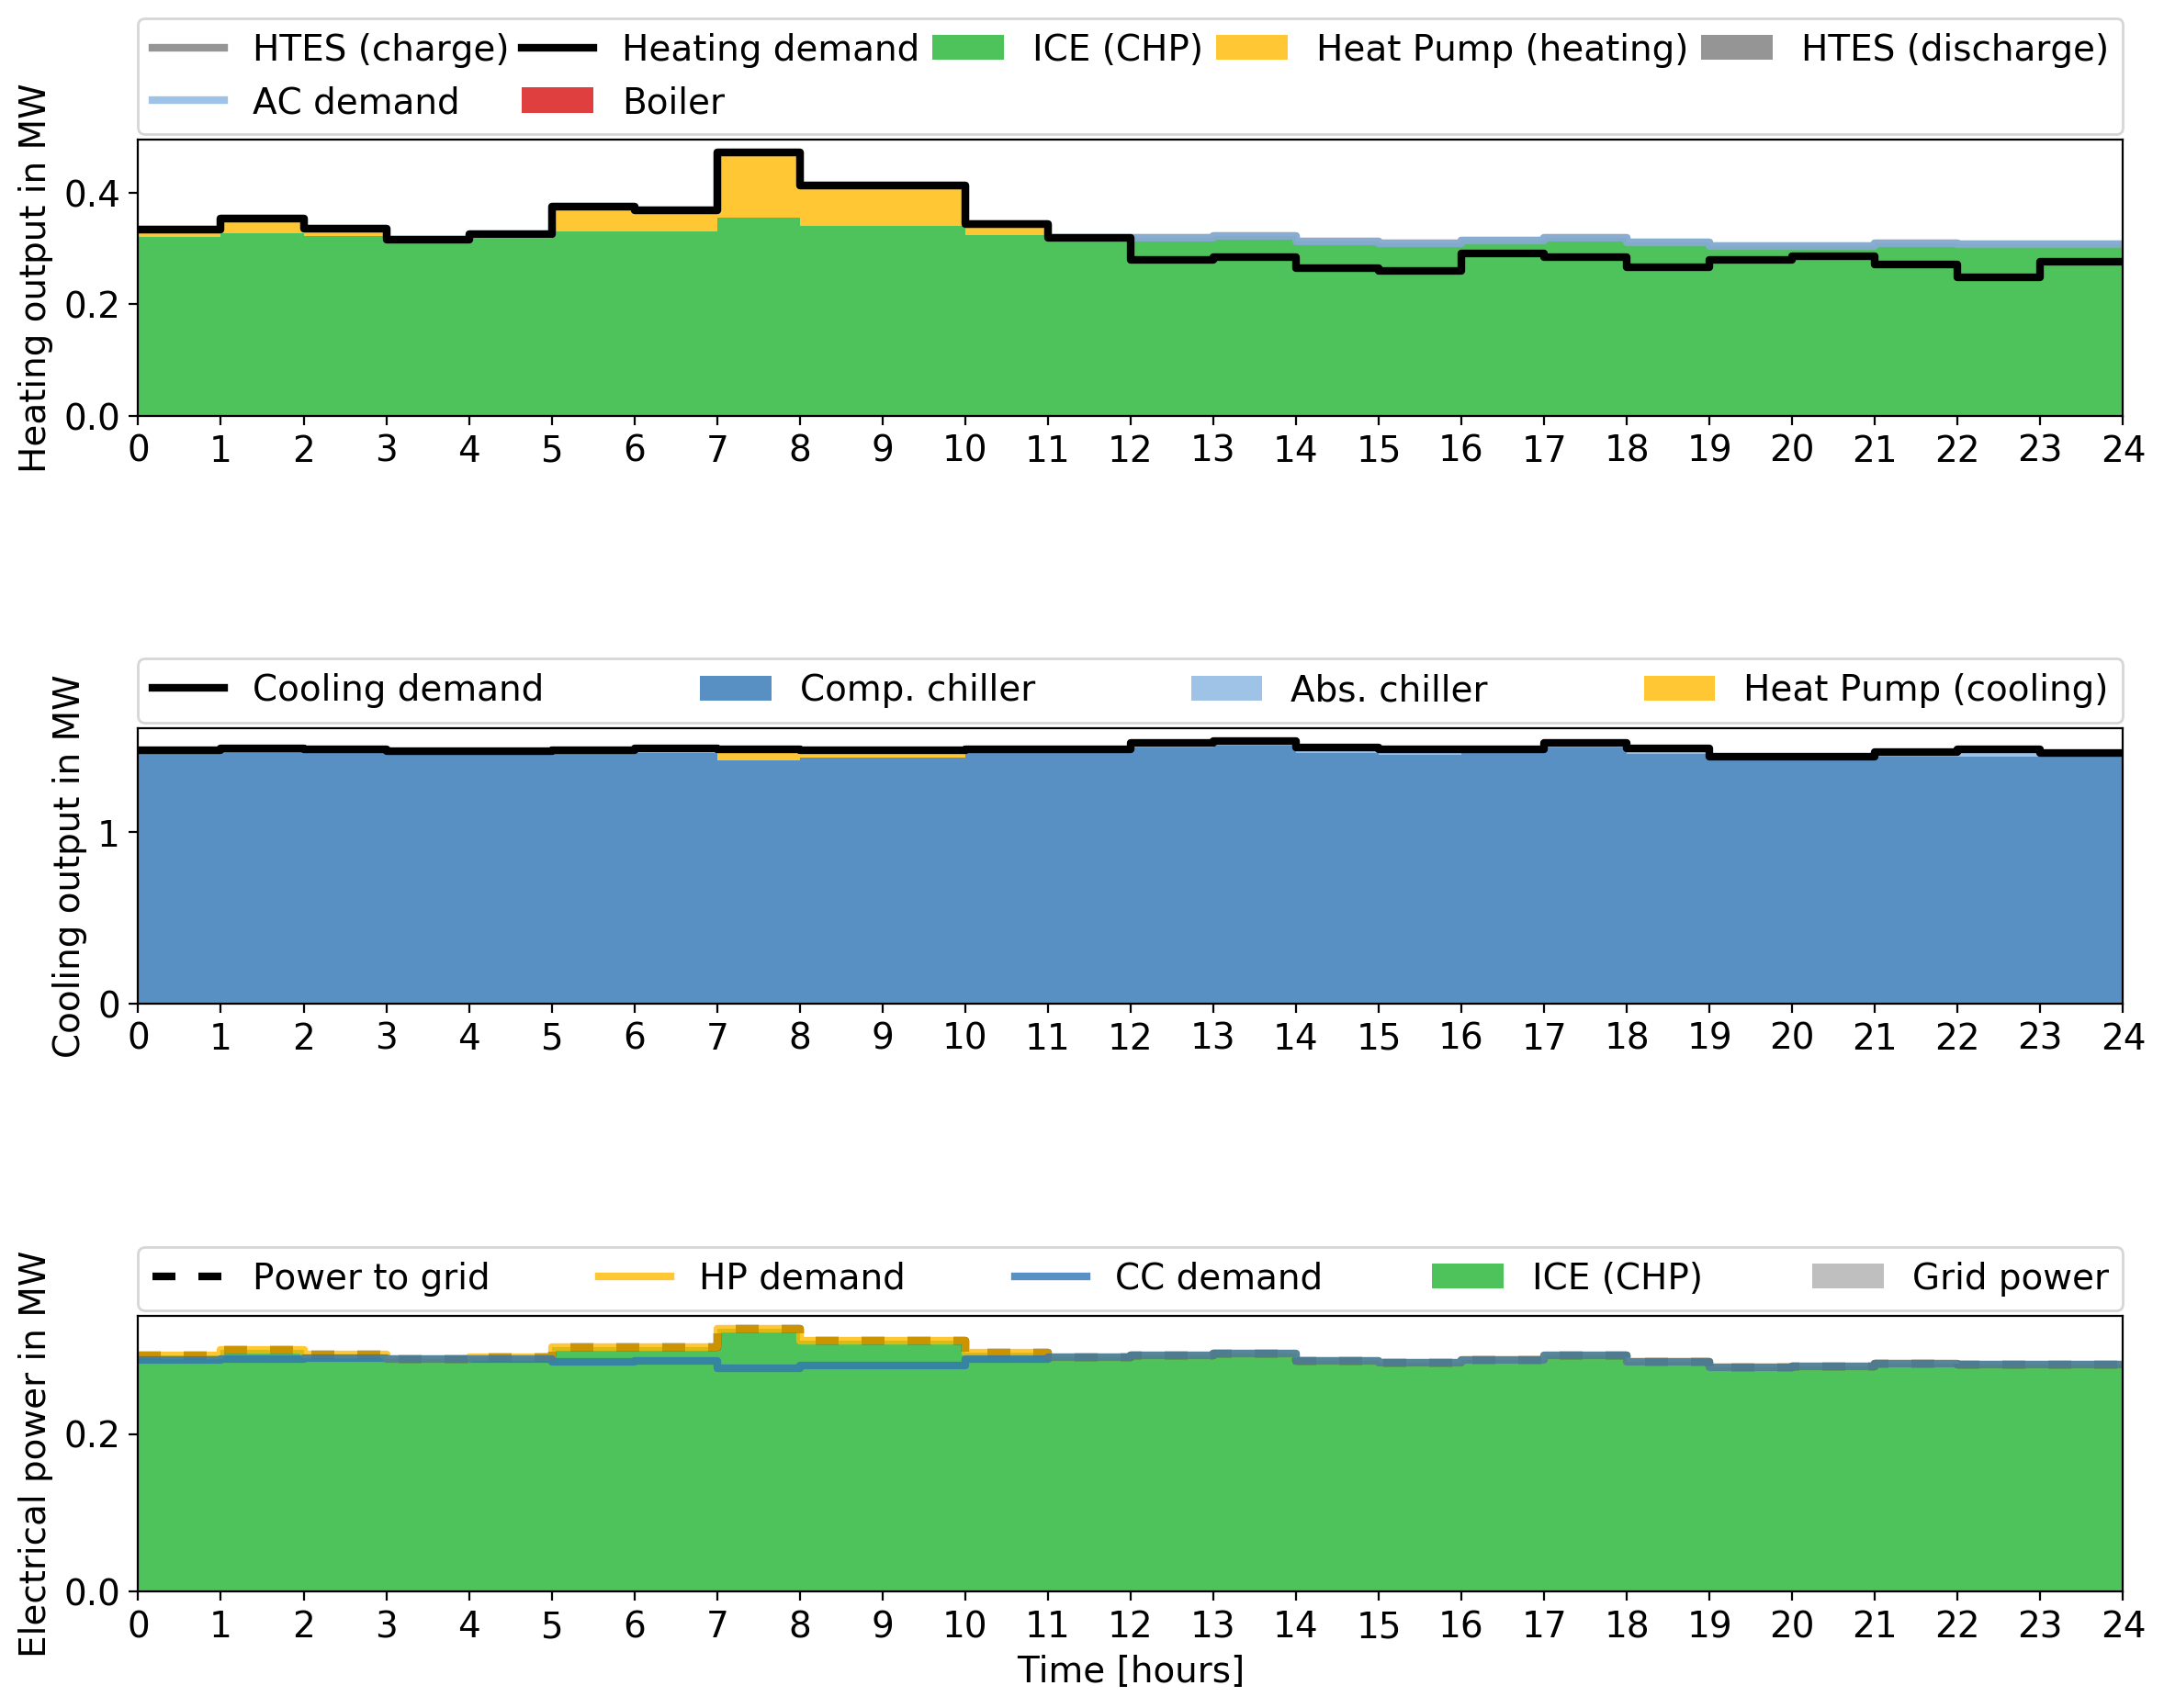 HTES (charge) Heating demand ICE (CHP) Heat Pump (heating) HTES (discharge)
AC demand Boiler
Heating output in MW
0.4
0.2
0.0
0 1 2 3 4 5 6 7 8 9 10 11 12 13 14 15 16 17 18 19 20 21 22 23 24
Cooling demand Comp. chiller Abs. chiller Heat Pump (cooling)
Cooling output in MW
1
0
0 1 2 3 4 5 6 7 8 9 10 11 12 13 14 15 16 17 18 19 20 21 22 23 24
Power to grid HP demand CC demand ICE (CHP) Grid power
Electrical power in MW
0.2
0.0
0 1 2 3 4 5 6 7 8 9 10 11 12 13 14 15 16 17 18 19 20 21 22 23 24
Time [hours]